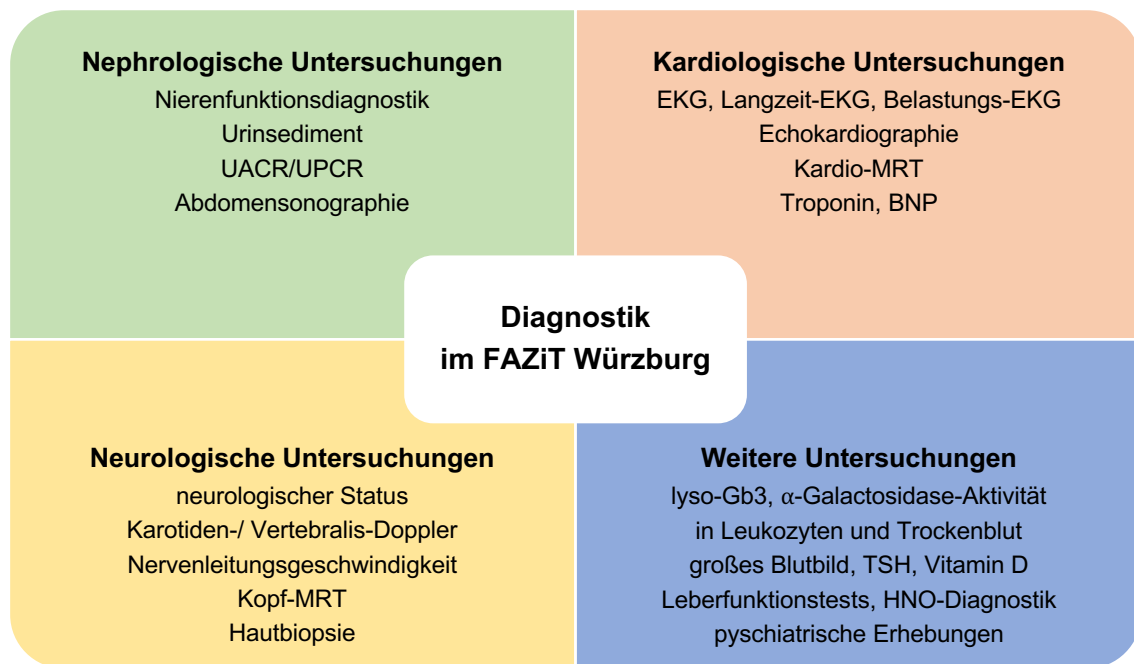 Nephrologische Untersuchungen
Nierenfunktionsdiagnostik
Urinsediment
UACR/UPCR
Abdomensonographie
Kardiologische Untersuchungen
EKG, Langzeit-EKG, Belastungs-EKG
Echokardiographie
Kardio-MRT
Troponin, BNP
Diagnostik
im FAZiT Würzburg
Neurologische Untersuchungen
neurologischer Status
Karotiden-/ Vertebralis-Doppler
Nervenleitungsgeschwindigkeit
Kopf-MRT
Hautbiopsie
Weitere Untersuchungen
lyso-Gb3, α-Galactosidase-Aktivität
in Leukozyten und Trockenblut
großes Blutbild, TSH, Vitamin D
Leberfunktionstests, HNO-Diagnostik
pyschiatrische Erhebungen